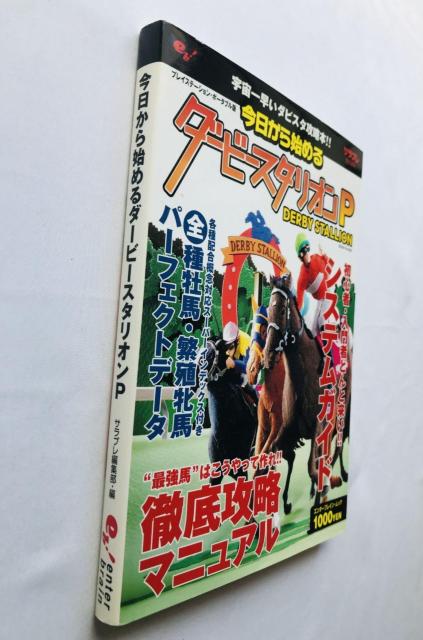 今日から始めるダービースタリオンP
サラブレ編集部・編
e!
enter
brain
e!
宇宙一早いダビスタ攻略本!!
プレイステーション・ポータブル版
今日から始める
ダービースタリオンP
DERBY STALLION
DERBY STALLION
各種配合理論対応スーパーインデックス付き
全種牡馬・繁殖牝馬
パーフェクトデータ
システムガイド
“最強馬”はこうやって作れ!!
徹底攻略
マニュアル
エンターブレインムック
1000YEN